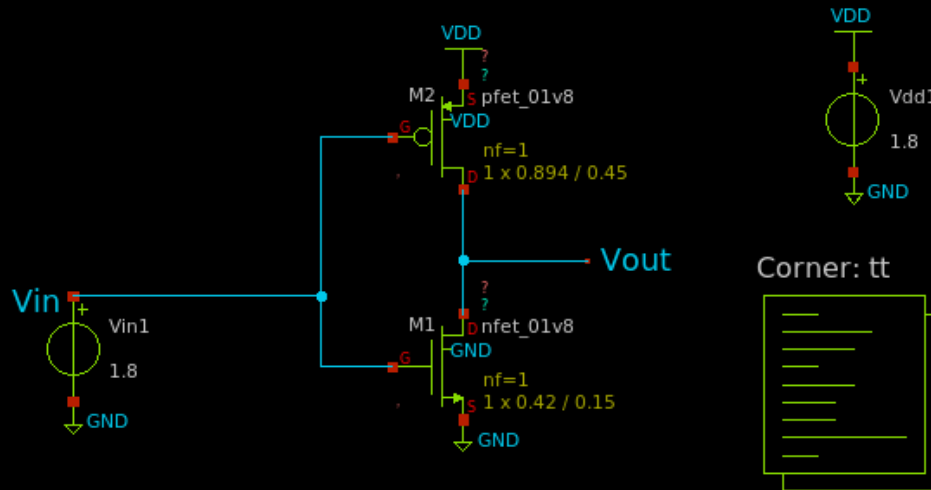 VDD
?
?
M2
S
pfet_01v8
VDD
G
nf=1
1 x 0.894 / 0.45
D
VDD
+
Vdd1
1.8
GND
Vout
Corner: tt
Vin
+
Vin1
1.8
GND
?
?
M1
D
nfet_01v8
GND
G
nf=1
1 x 0.42 / 0.15
S
GND